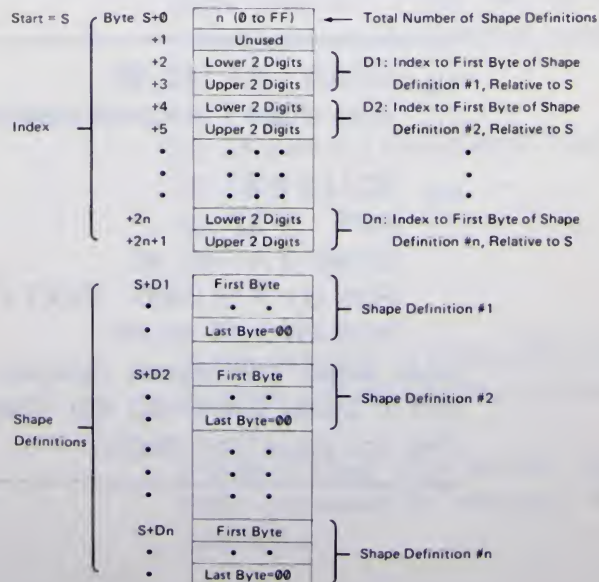 Start = S Byte S+0 n (0 to FF) Total Number of Shape Definitions
+1 Unused
+2 Lower 2 Digits D1: Index to First Byte of Shape
+3 Upper 2 Digits Definition #1, Relative to S
+4 Lower 2 Digits D2: Index to First Byte of Shape
Index +5 Upper 2 Digits Definition #2, Relative to S
+2n Lower 2 Digits Dn: Index to First Byte of Shape
+2n+1 Upper 2 Digits Definition #n, Relative to S
S+D1 First Byte
Shape Definition #1
Last Byte=00
S+D2 First Byte
Shape Definition #2
Shape Last Byte=00
Definitions
S+Dn First Byte
Shape Definition #n
Last Byte=00